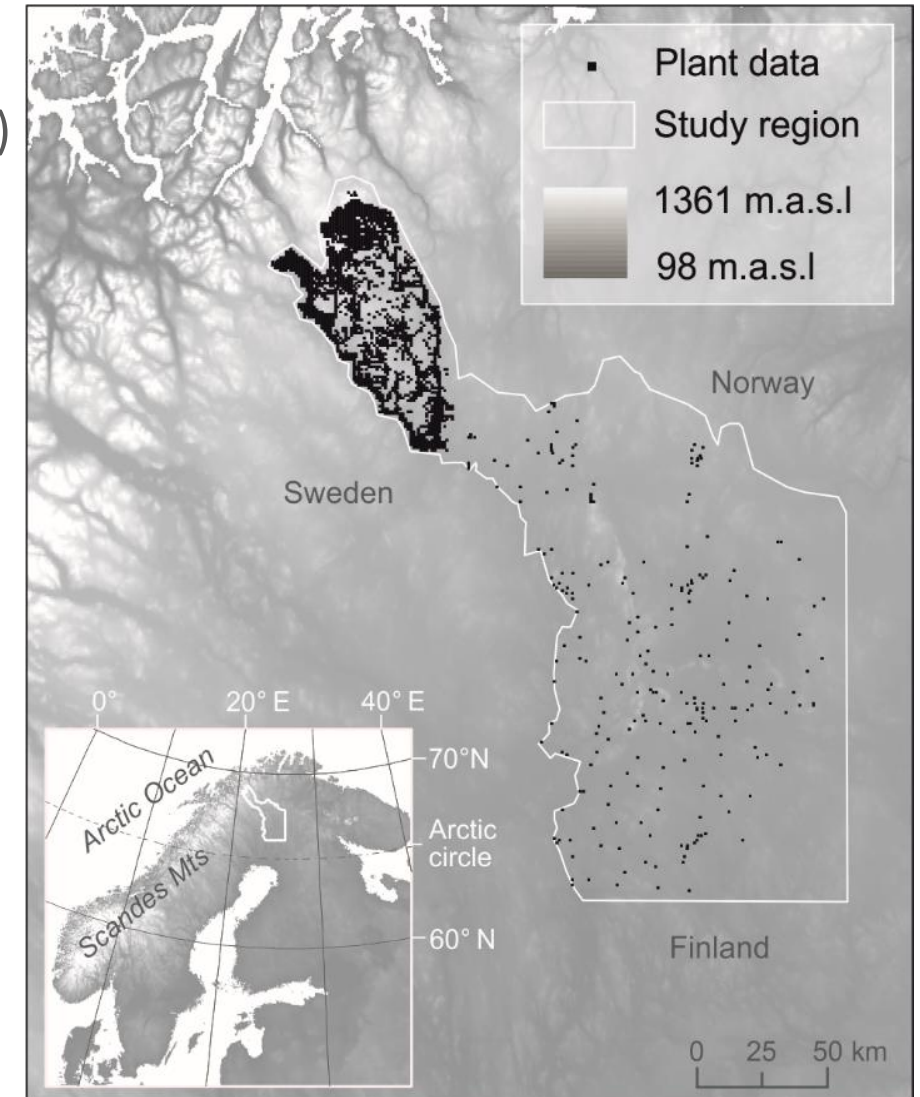 )
Plant data
Study region
1361 m.a.s.l
98 m.a.s.l
Norway
Sweden
0° 20° E 40° E
70°N
Arctic Ocean
Arctic
circle
Scandes Mts
60° N
Finland
0 25 50 km